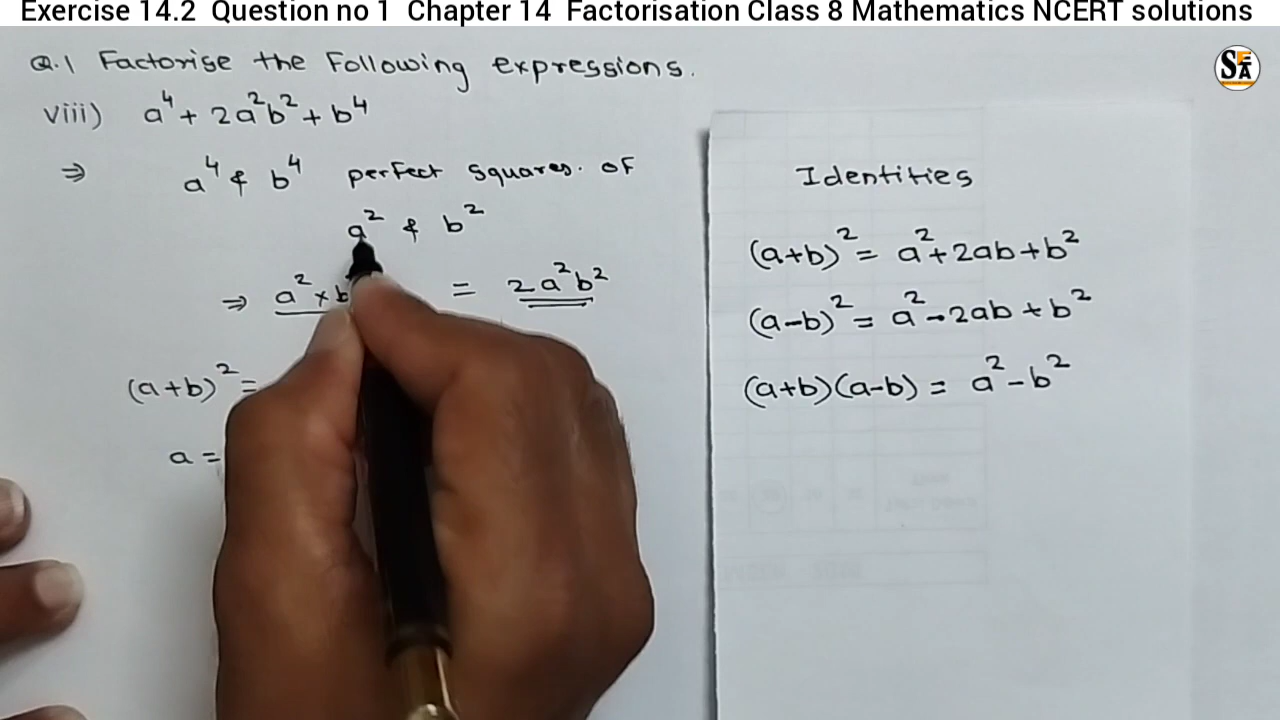 Exercise 14.2 Question no 1 Chapter 14 Factorisation Class 8 Mathematics NCERT solutions
Q.1 Factorise the Following expressions.
viii) a⁴ + 2a²b² + b⁴
⇒ a⁴ & b⁴ perfect squares. of
a² & b²
⇒ a² × b = 2a²b²
(a+b)² =
a =
SFEA
Identities
(a+b)² = a² + 2ab + b²
(a-b)² = a² - 2ab + b²
(a+b)(a-b) = a² - b²